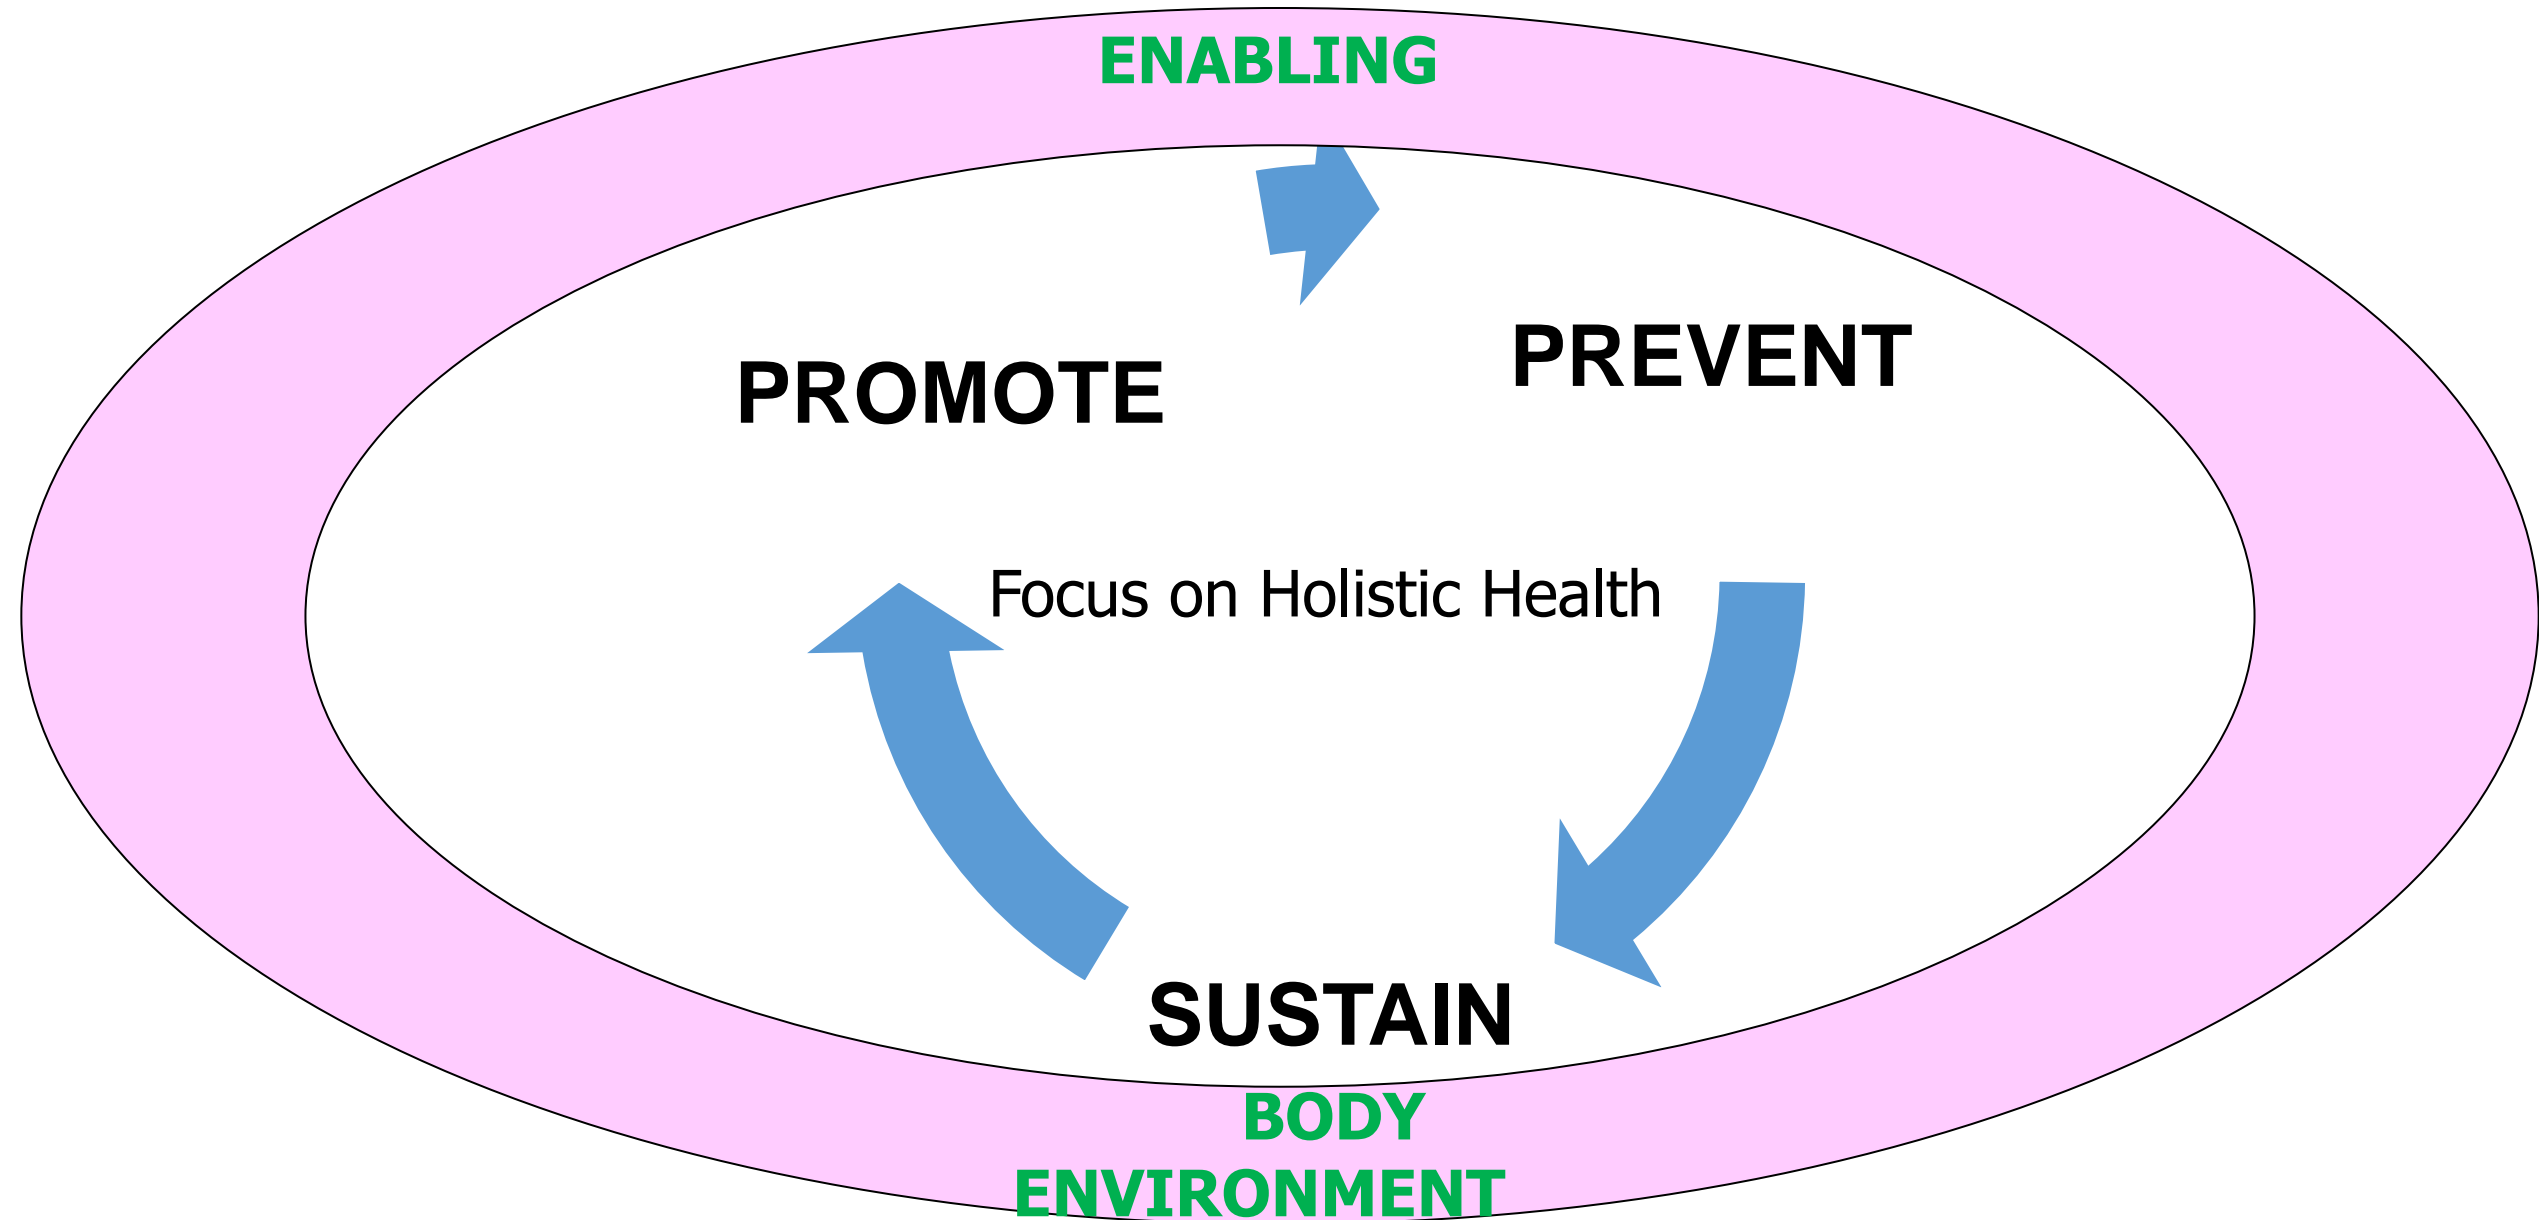 ENABLING
PREVENT
PROMOTE
Focus on Holistic Health
SUSTAIN
BODY
ENVIRONMENT